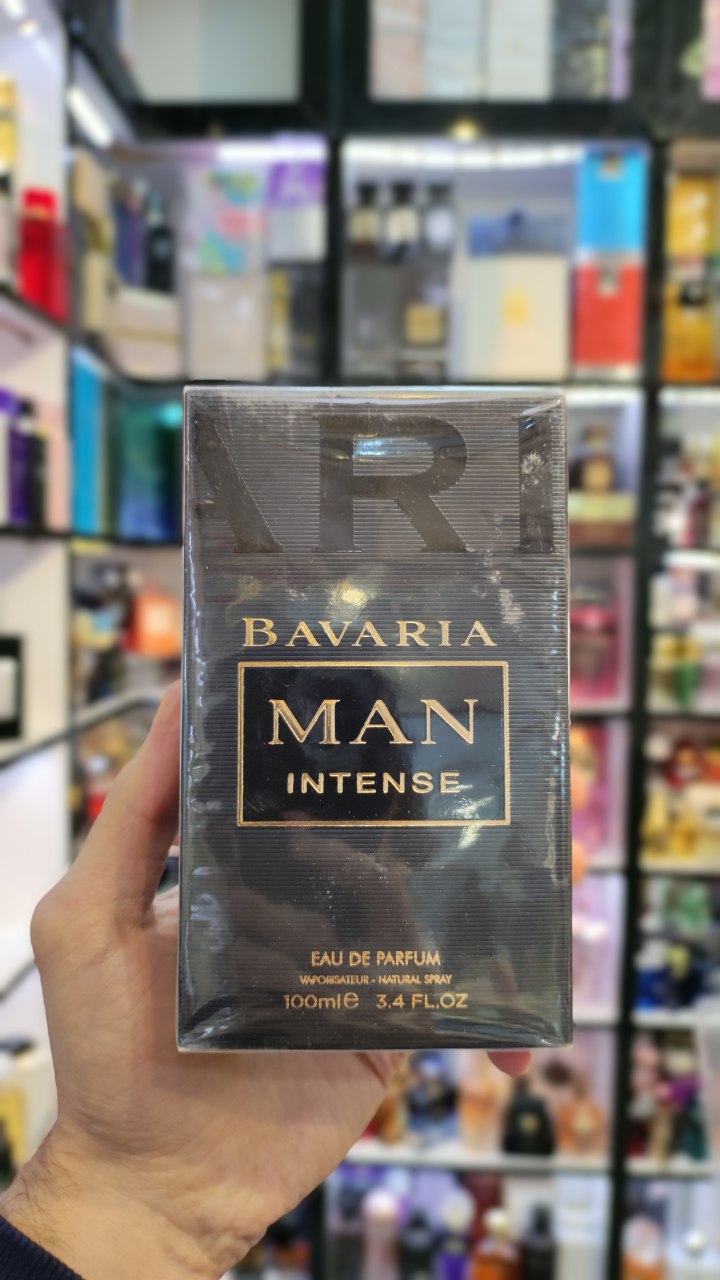 ARI
BAVARIA
MAN
INTENSE
EAU DE PARFUM
VAPORISATEUR - NATURAL SPRAY
100ml e 3.4 FL.OZ